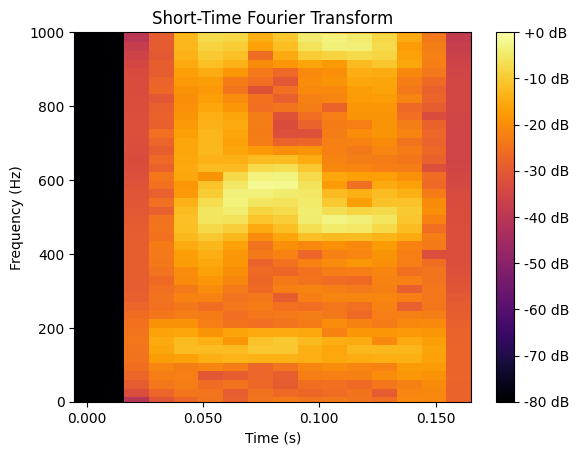 Short-Time Fourier Transform
Frequency (Hz)
1000
800
600
400
200
0
0.000
0.050
0.100
0.150
Time (s)
+0 dB
-10 dB
-20 dB
-30 dB
-40 dB
-50 dB
-60 dB
-70 dB
-80 dB